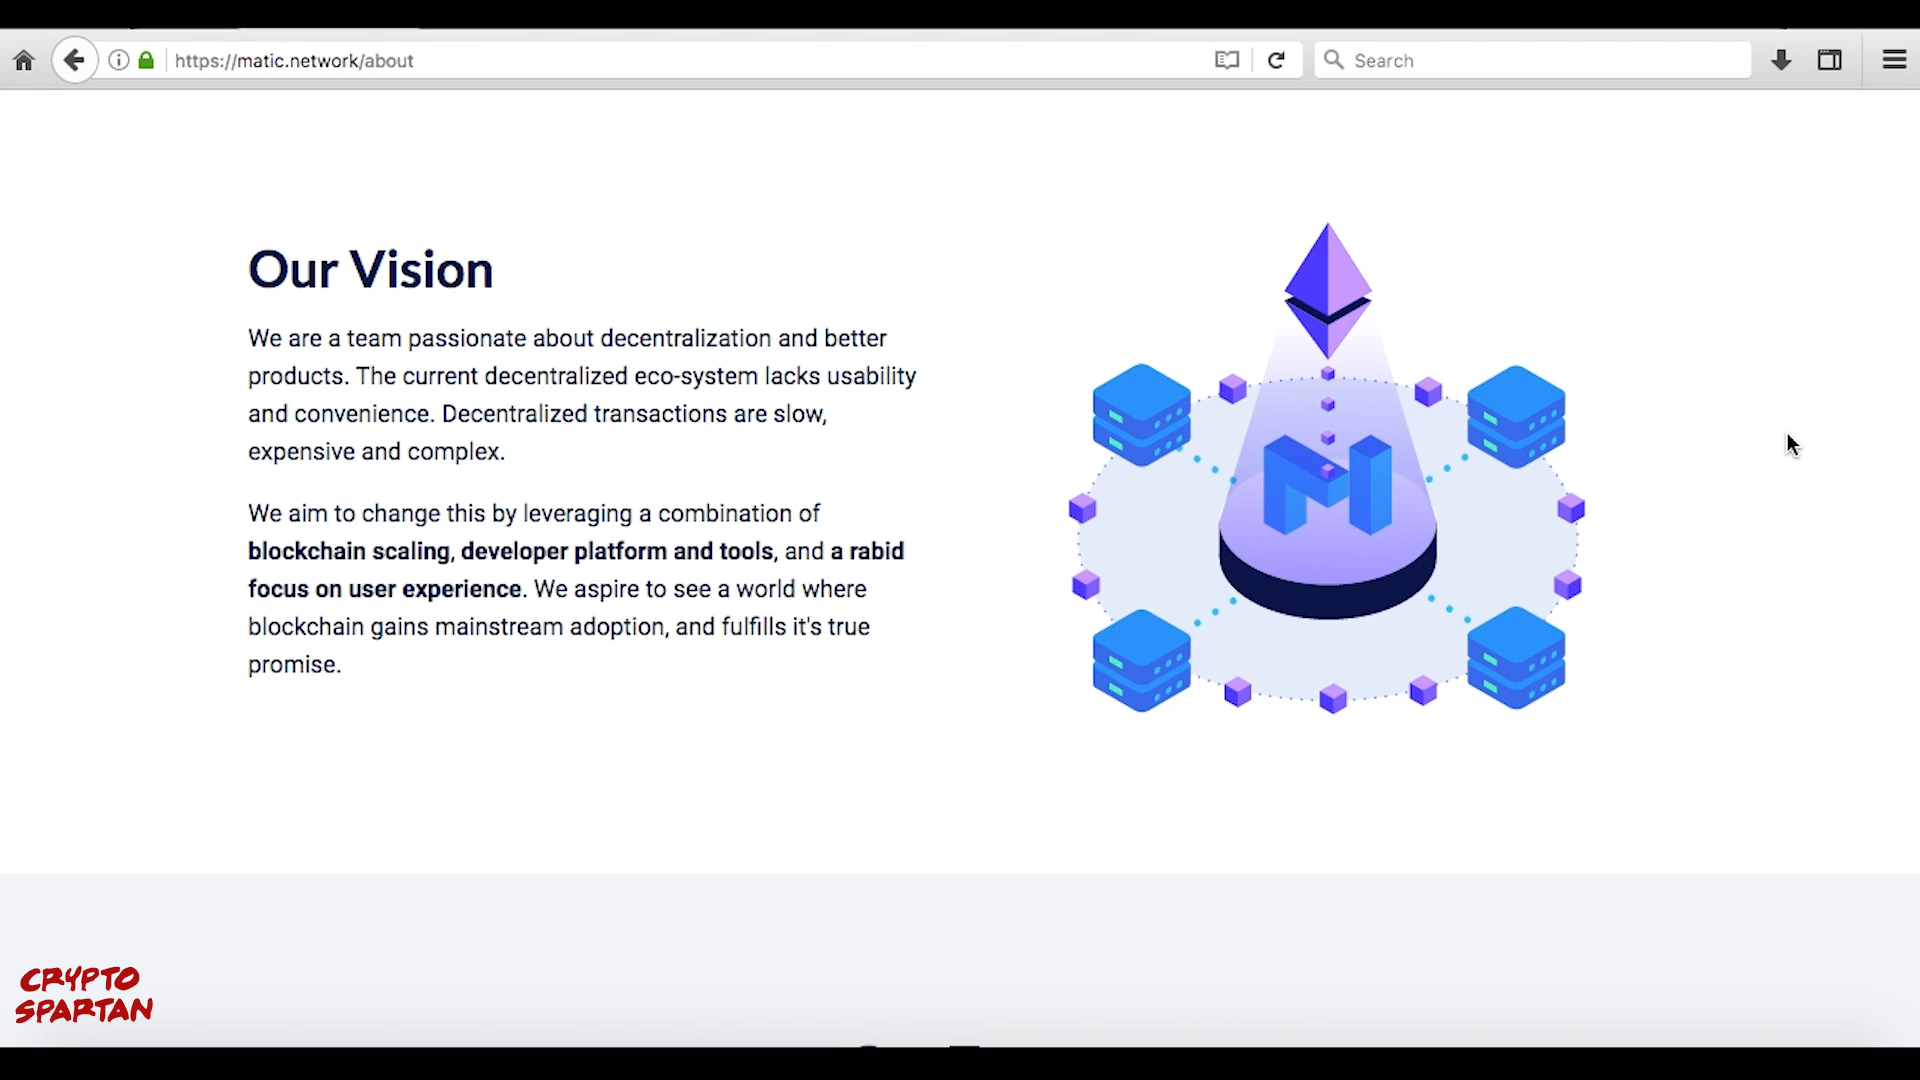 https://matic.network/about
Search
Our Vision
We are a team passionate about decentralization and better
products. The current decentralized eco-system lacks usability
and convenience. Decentralized transactions are slow,
expensive and complex.
We aim to change this by leveraging a combination of
blockchain scaling, developer platform and tools, and a rabid
focus on user experience. We aspire to see a world where
blockchain gains mainstream adoption, and fulfills it's true
promise.
CRYPTO
SPARTAN